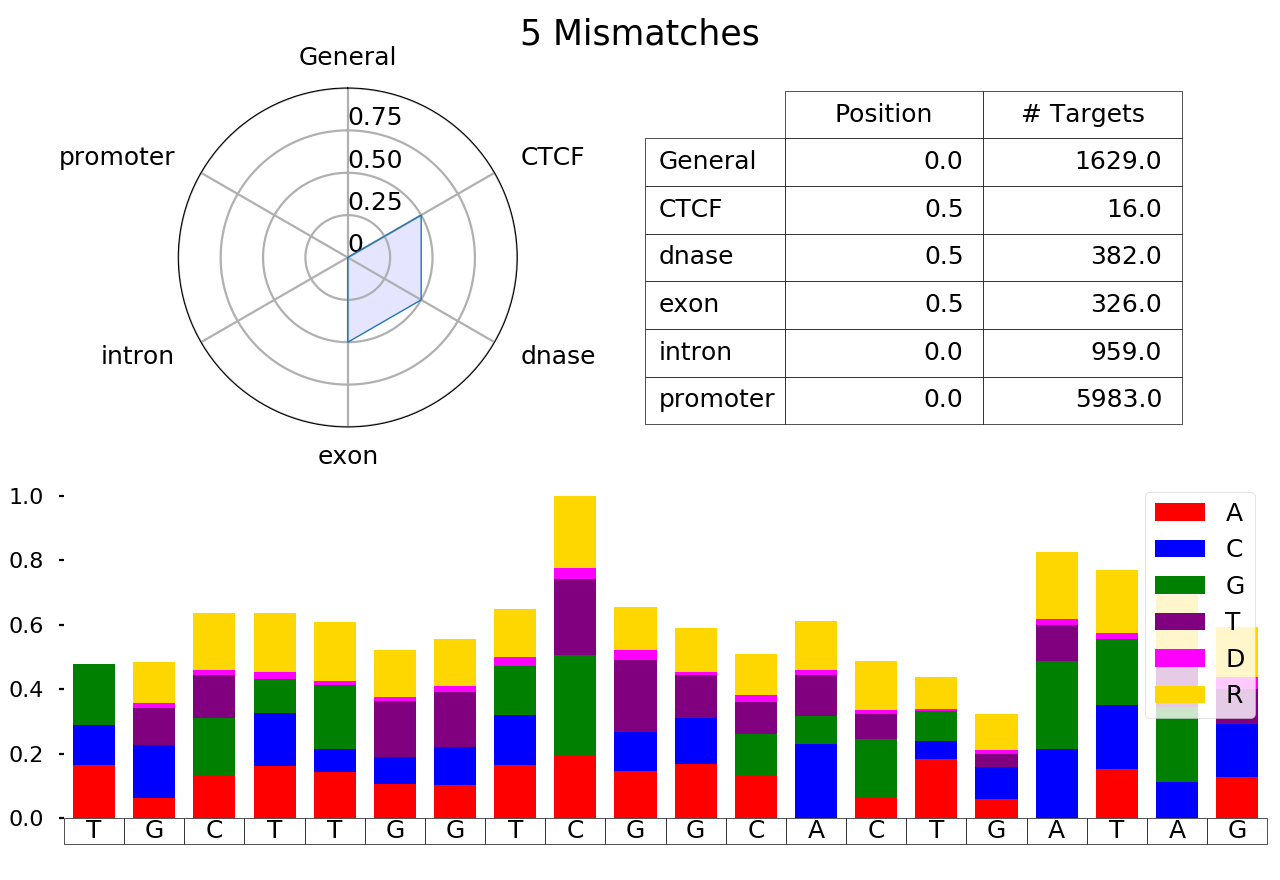 5 Mismatches
General
promoter
CTCF
0.75
0.50
0.25
0
intron
dnase
exon
Position # Targets
General 0.0 1629.0
CTCF 0.5 16.0
dnase 0.5 382.0
exon 0.5 326.0
intron 0.0 959.0
promoter 0.0 5983.0
1.0
0.8
0.6
0.4
0.2
0.0
A
C
G
T
D
R
T G C T T G G T C G G C A C T G A T A G